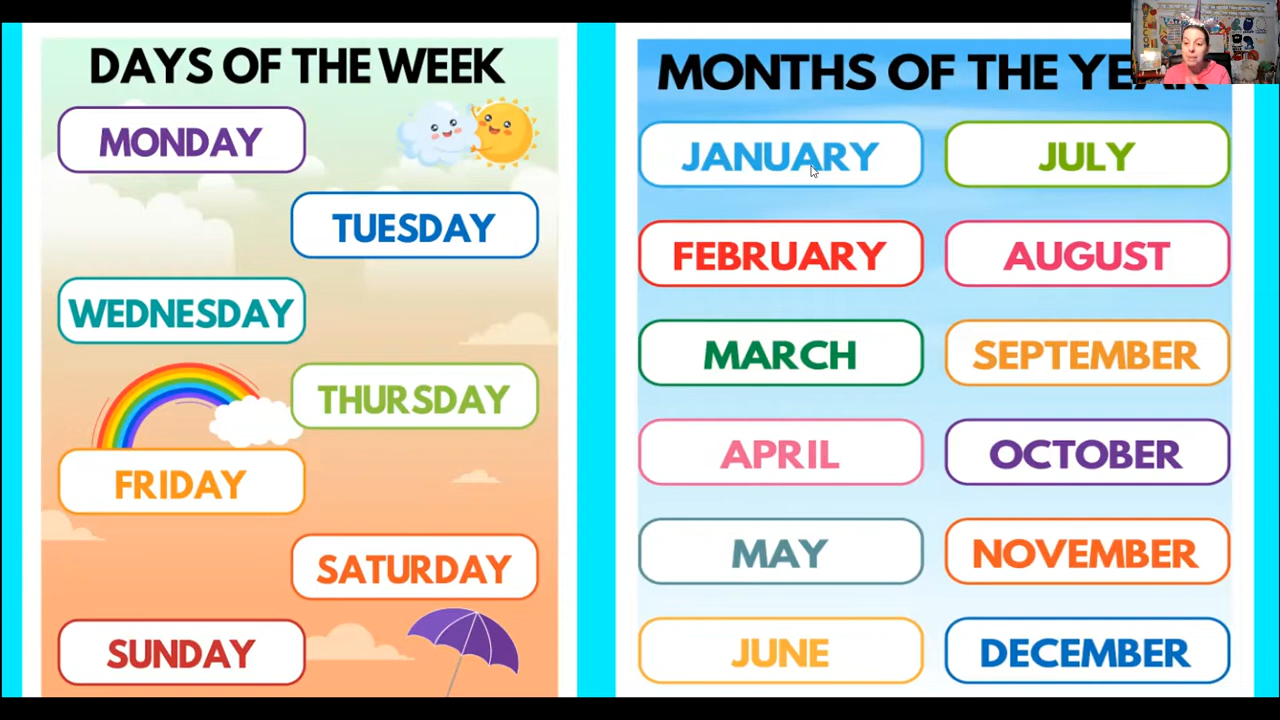 DAYS OF THE WEEK
MONDAY
TUESDAY
WEDNESDAY
THURSDAY
FRIDAY
SATURDAY
SUNDAY
MONTHS OF THE YEAR
JANUARY
FEBRUARY
MARCH
APRIL
MAY
JUNE
JULY
AUGUST
SEPTEMBER
OCTOBER
NOVEMBER
DECEMBER